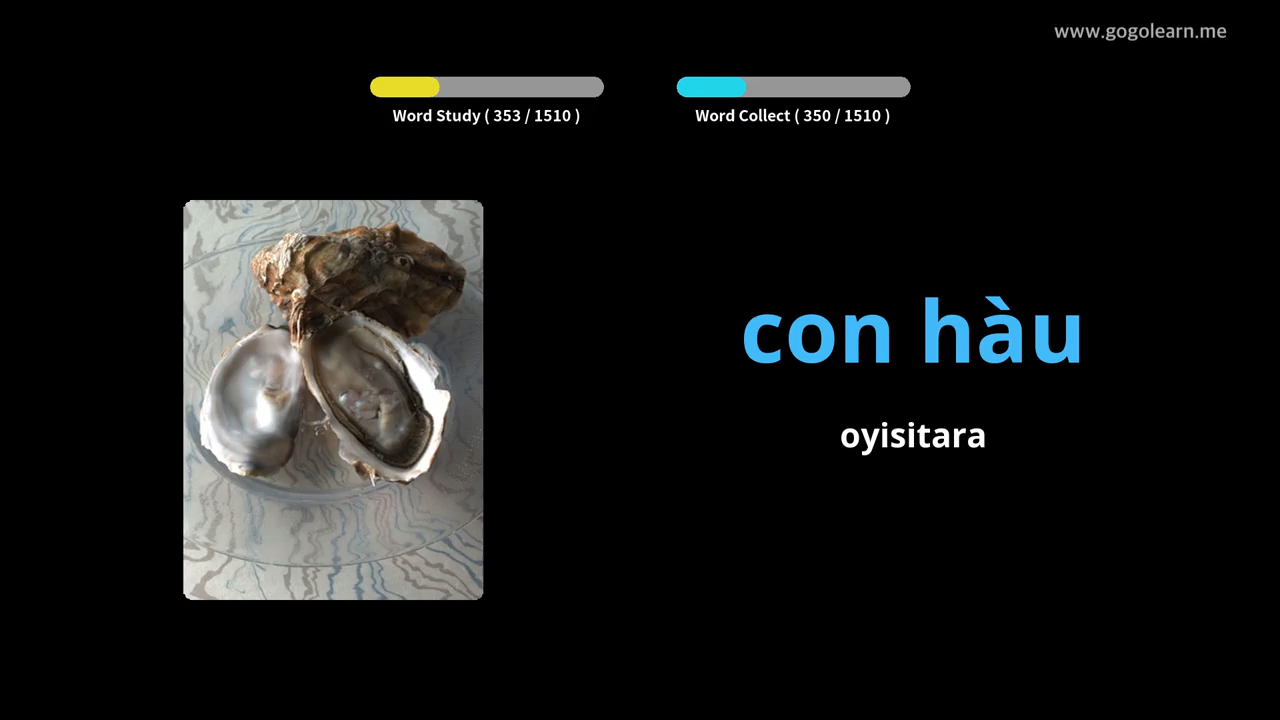 www.gogolearn.me
Word Study ( 353 / 1510 )
Word Collect ( 350 / 1510 )
con hàu
oyisitara